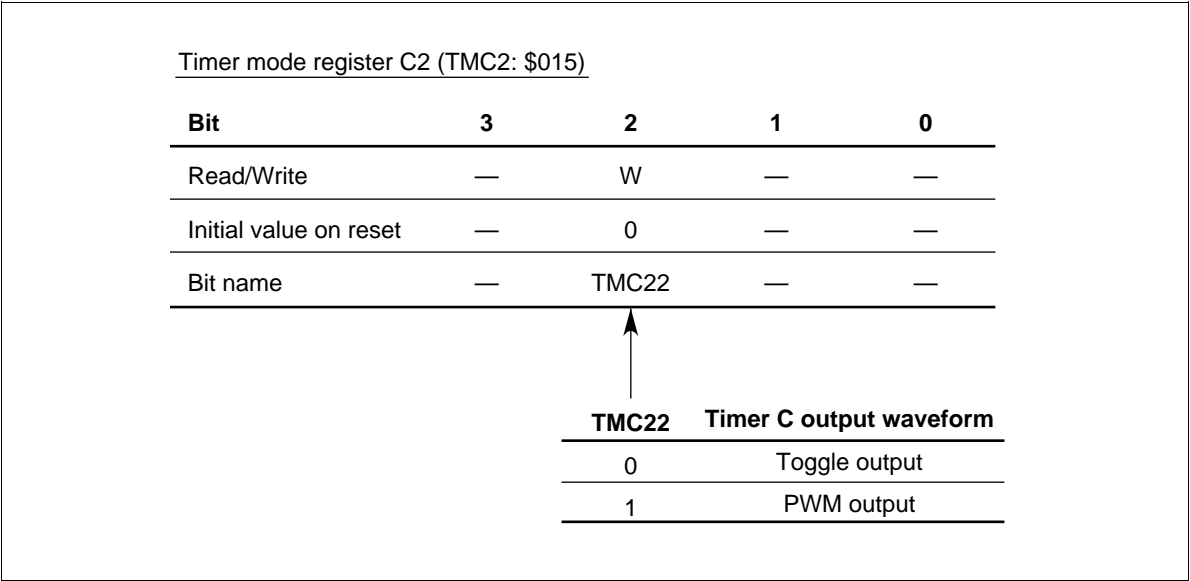 Timer mode register C2 (TMC2: $015)
Bit 3 2 1 0
Read/Write — W — —
Initial value on reset — 0 — —
Bit name — TMC22 — —
TMC22 Timer C output waveform
0 Toggle output
1 PWM output